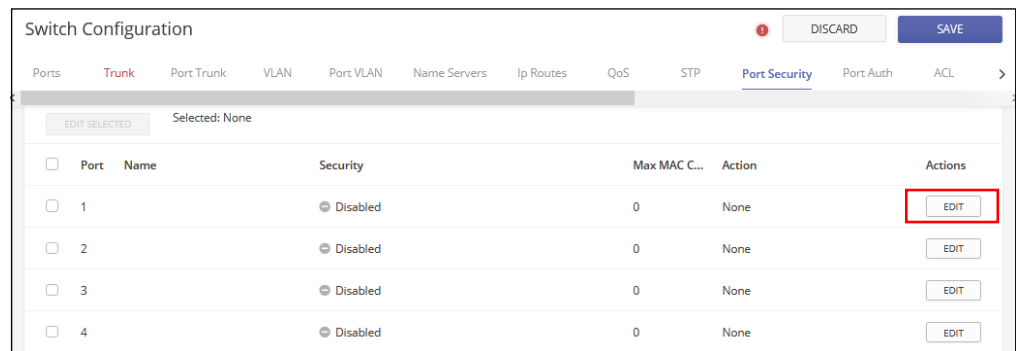 Switch Configuration DISCARD SAVE
Ports Trunk Port Trunk VLAN Port VLAN Name Servers Ip Routes QoS STP Port Security Port Auth ACL
EDIT SELECTED Selected: None
Port Name Security Max MAC C... Action Actions
1 Disabled 0 None EDIT
2 Disabled 0 None EDIT
3 Disabled 0 None EDIT
4 Disabled 0 None EDIT